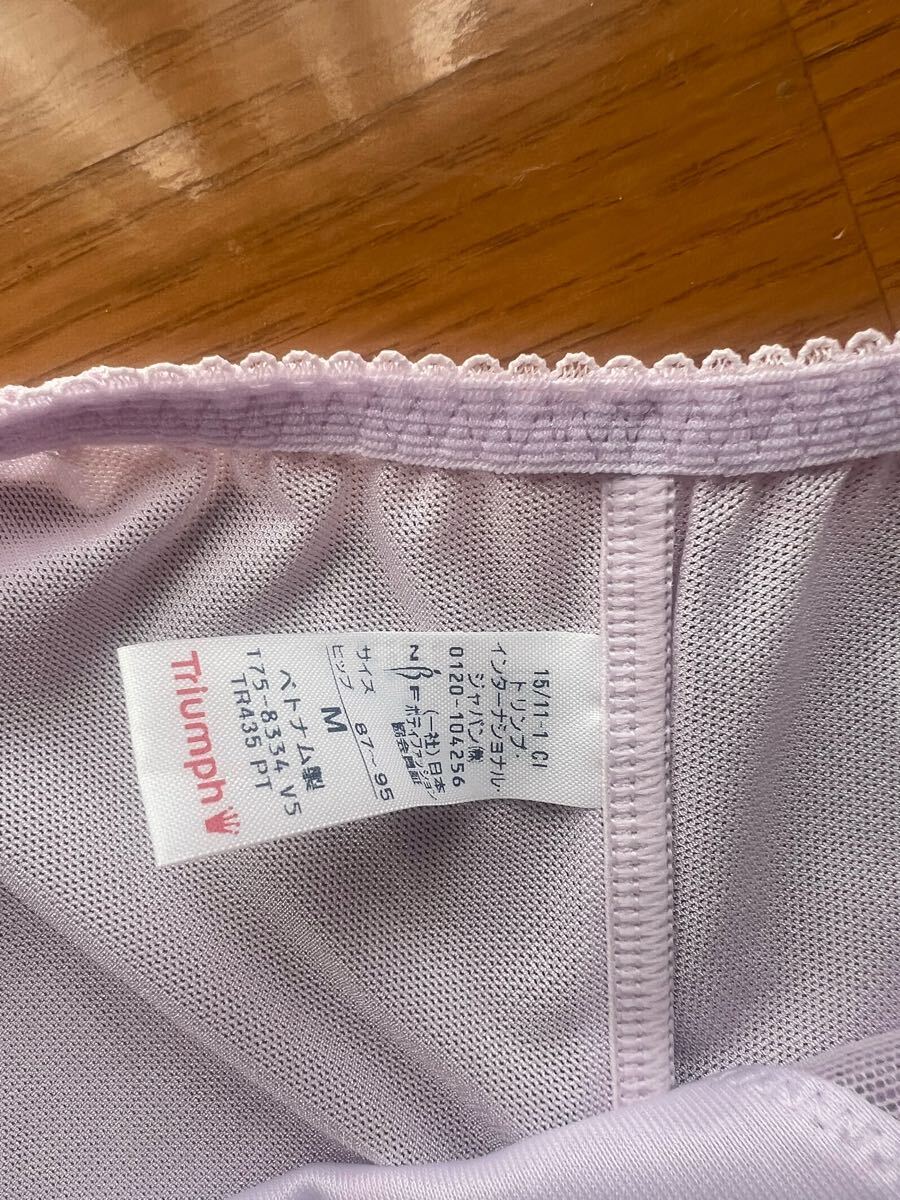 15/11-1 CI
トリンプ・
インターナショナル・
ジャパン㈱
0120-104256
(一社)日本
NBF ボディファッション
協会会員証
サイズ
ヒップ 87～95
M
ベトナム製
T75-8334 V5
TR435 PT
Triumph